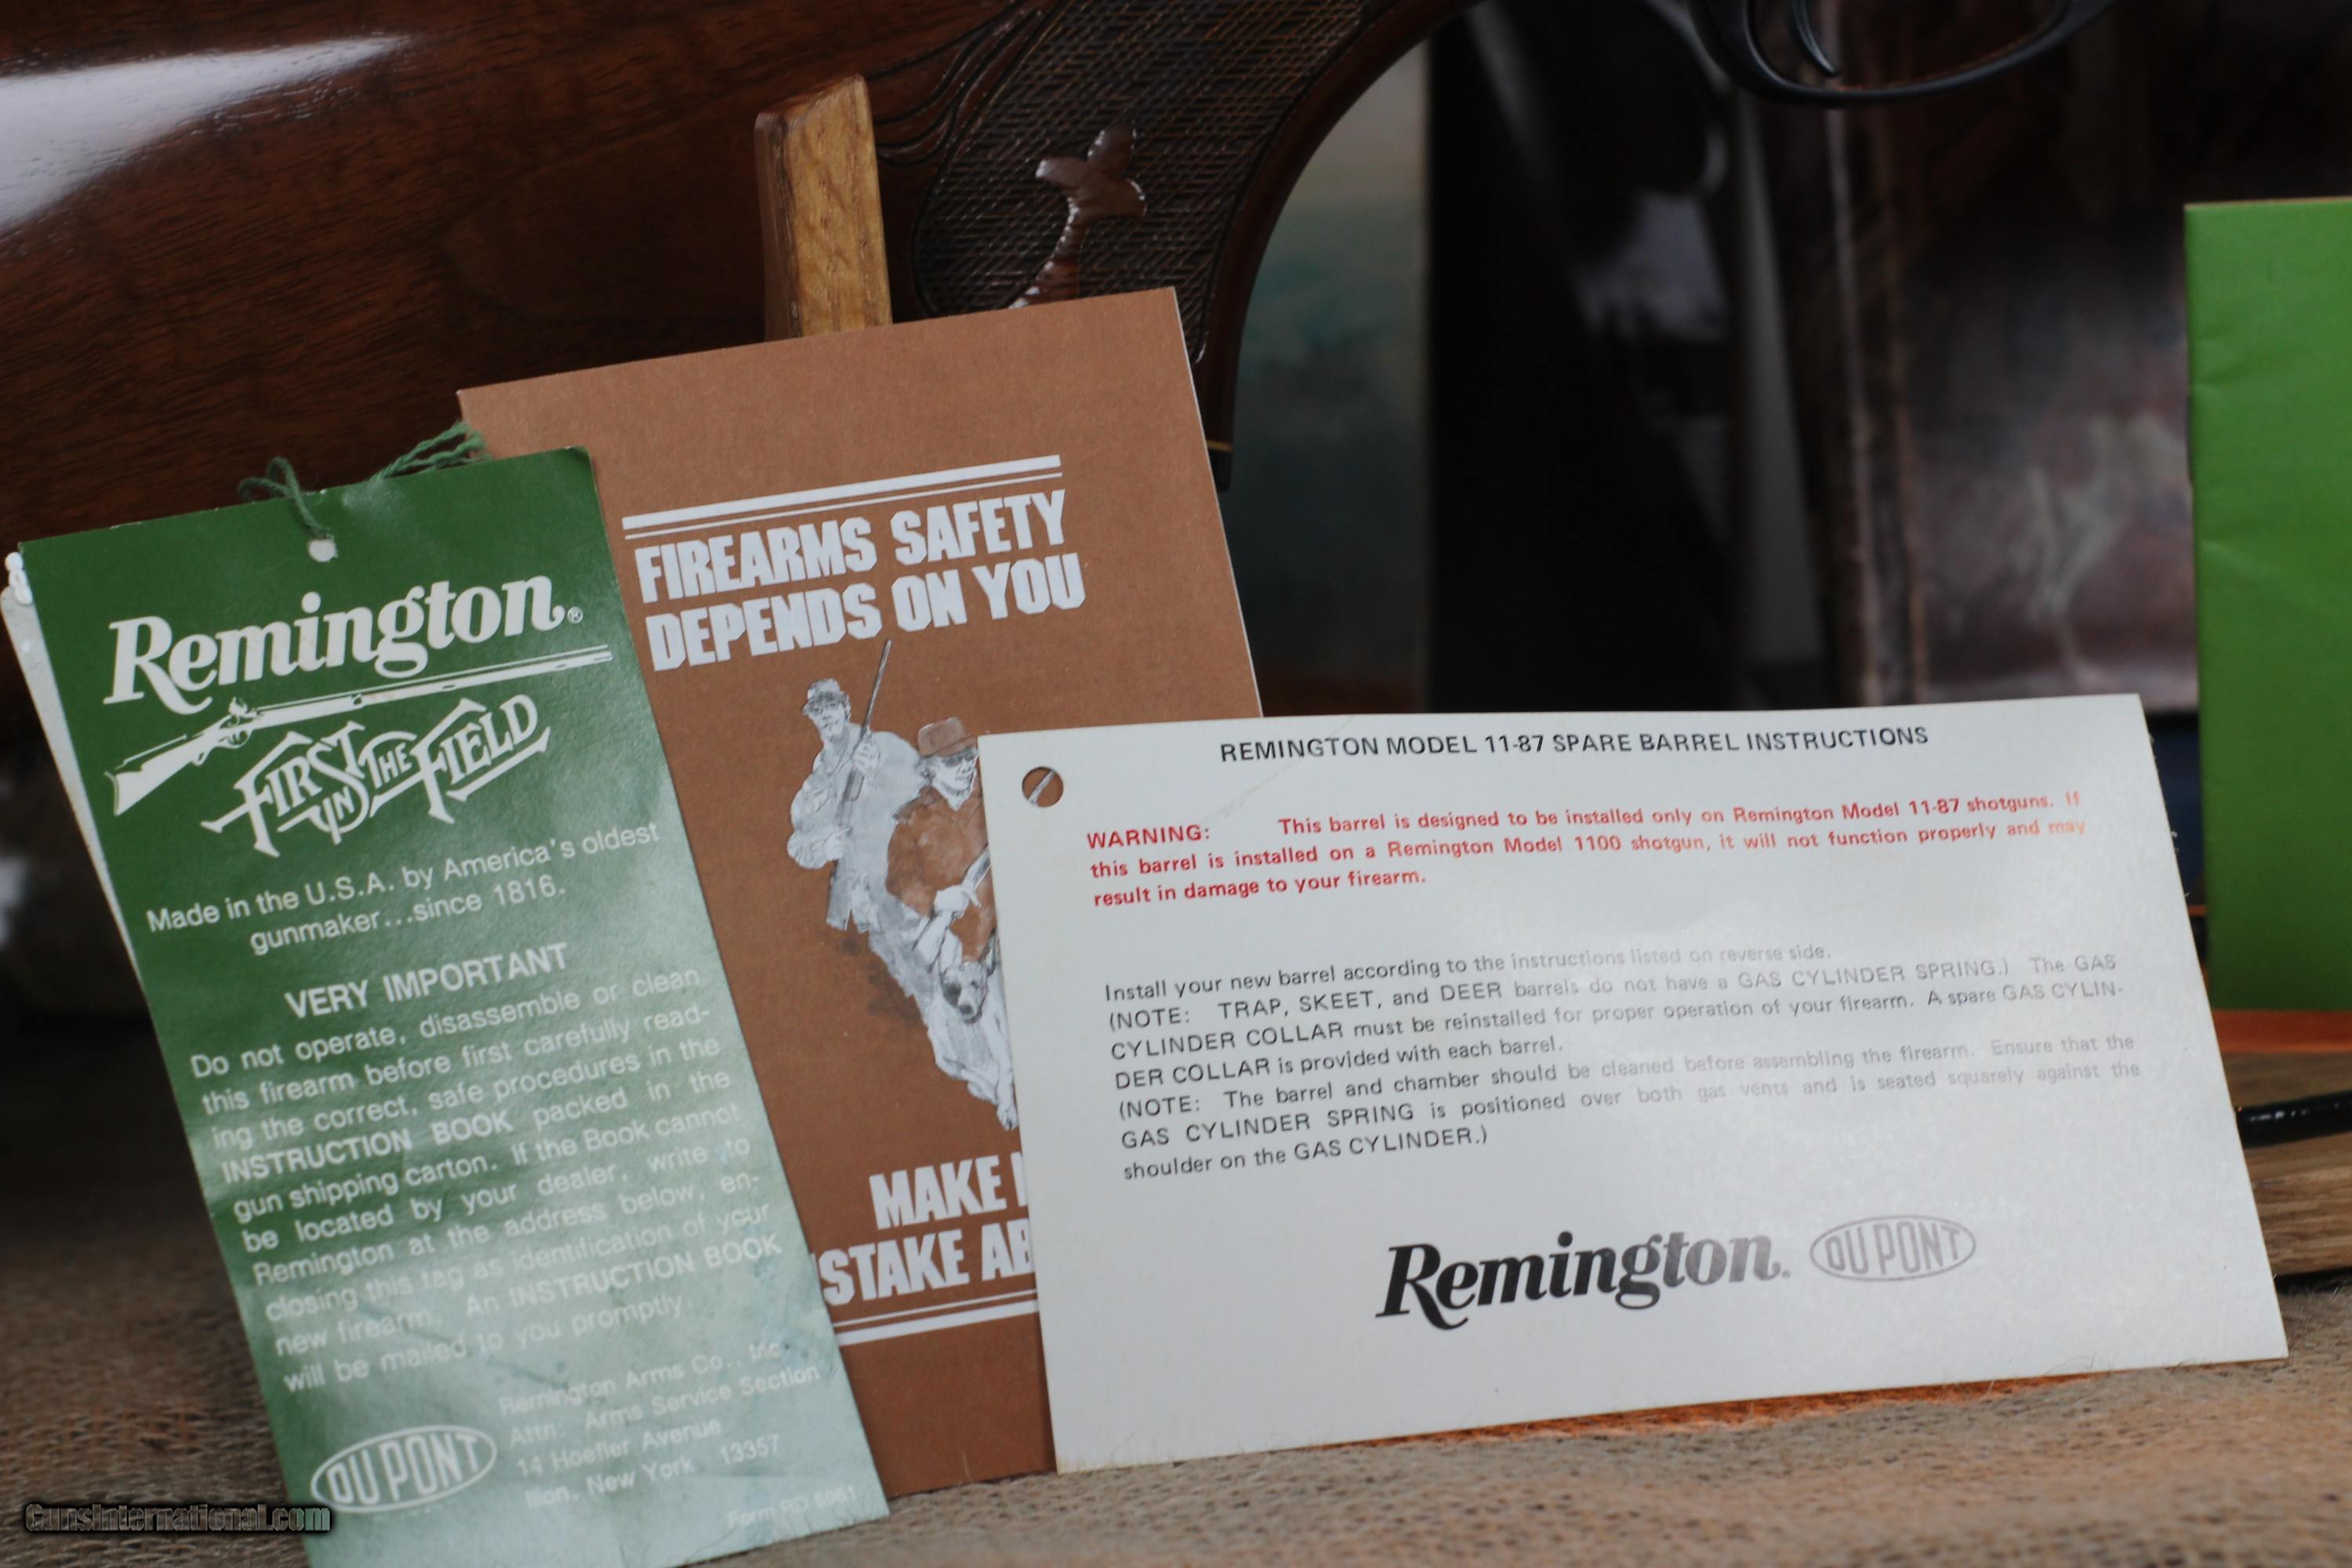 Remington®
FIRST IN THE FIELD
Made in the U.S.A. by America's oldest
gunmaker...since 1816.
VERY IMPORTANT
Do not operate, disassemble or clean
this firearm before first carefully read-
ing the correct, safe procedures in the
INSTRUCTION BOOK packed in the
gun shipping carton. If the Book cannot
be located by your dealer, write to
Remington at the address below, en-
closing this tag as identification of your
new firearm. An INSTRUCTION BOOK
will be mailed to you promptly.
Remington Arms Co., Inc.
Attn: Arms Service Section
14 Hoefler Avenue
Ilion, New York 13357
DU PONT
Form RD 6961
FIREARMS SAFETY
DEPENDS ON YOU
MAKE
STAKE AB
REMINGTON MODEL 11-87 SPARE BARREL INSTRUCTIONS
WARNING: This barrel is designed to be installed only on Remington Model 11-87 shotguns. If
this barrel is installed on a Remington Model 1100 shotgun, it will not function properly and may
result in damage to your firearm.
Install your new barrel according to the instructions listed on reverse side.
(NOTE: TRAP, SKEET, and DEER barrels do not have a GAS CYLINDER SPRING.) The GAS
CYLINDER COLLAR must be reinstalled for proper operation of your firearm. A spare GAS CYLIN-
DER COLLAR is provided with each barrel.
(NOTE: The barrel and chamber should be cleaned before assembling the firearm. Ensure that the
GAS CYLINDER SPRING is positioned over both gas vents and is seated squarely against the
shoulder on the GAS CYLINDER.)
Remington® DU PONT
GunsInternational.com